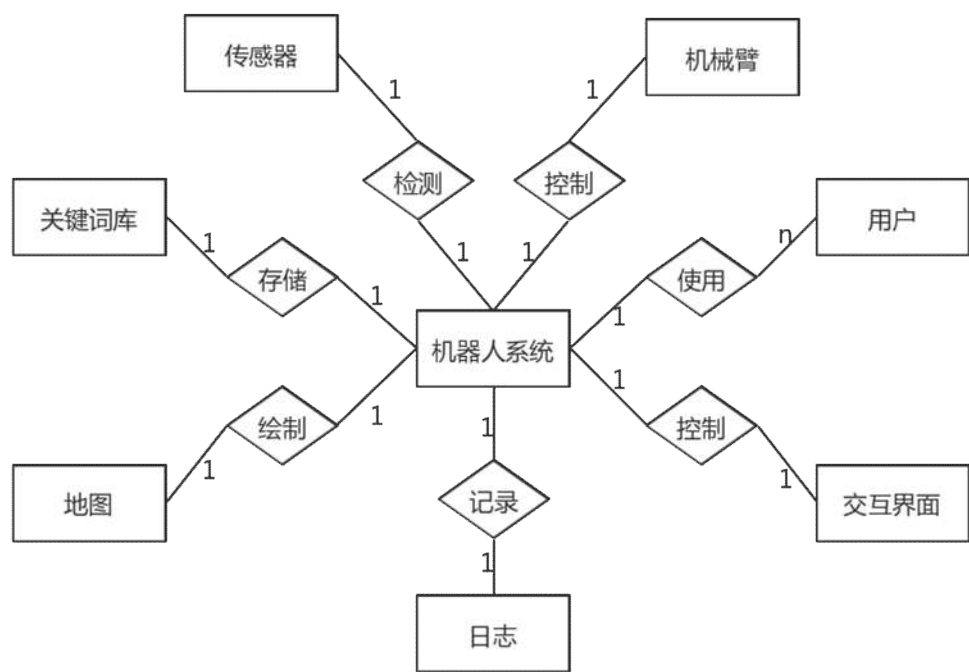 传感器
机械臂
1
1
检测
控制
关键词库
用户
1
n
存储
使用
1
1
1
1
机器人系统
1
1
绘制
控制
1
1
1
1
地图
记录
交互界面
1
日志